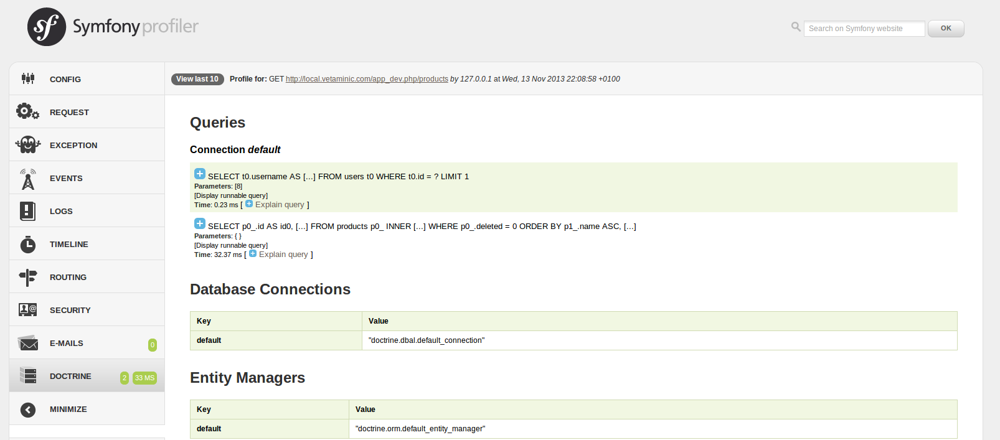 sf Symfony profiler
Search on Symfony website
OK
CONFIG
REQUEST
EXCEPTION
EVENTS
LOGS
TIMELINE
ROUTING
SECURITY
E-MAILS 0
DOCTRINE 2 33 MS
MINIMIZE
View last 10 Profile for: GET http://local.vetaminic.com/app_dev.php/products by 127.0.0.1 at Wed, 13 Nov 2013 22:08:58 +0100
Queries
Connection default
SELECT t0.username AS [...] FROM users t0 WHERE t0.id = ? LIMIT 1
Parameters: [8]
[Display runnable query]
Time: 0.23 ms [ Explain query ]
SELECT p0_.id AS id0, [...] FROM products p0_ INNER [...] WHERE p0_.deleted = 0 ORDER BY p1_.name ASC, [...]
Parameters: { }
[Display runnable query]
Time: 32.37 ms [ Explain query ]
Database Connections
Key Value
default "doctrine.dbal.default_connection"
Entity Managers
Key Value
default "doctrine.orm.default_entity_manager"